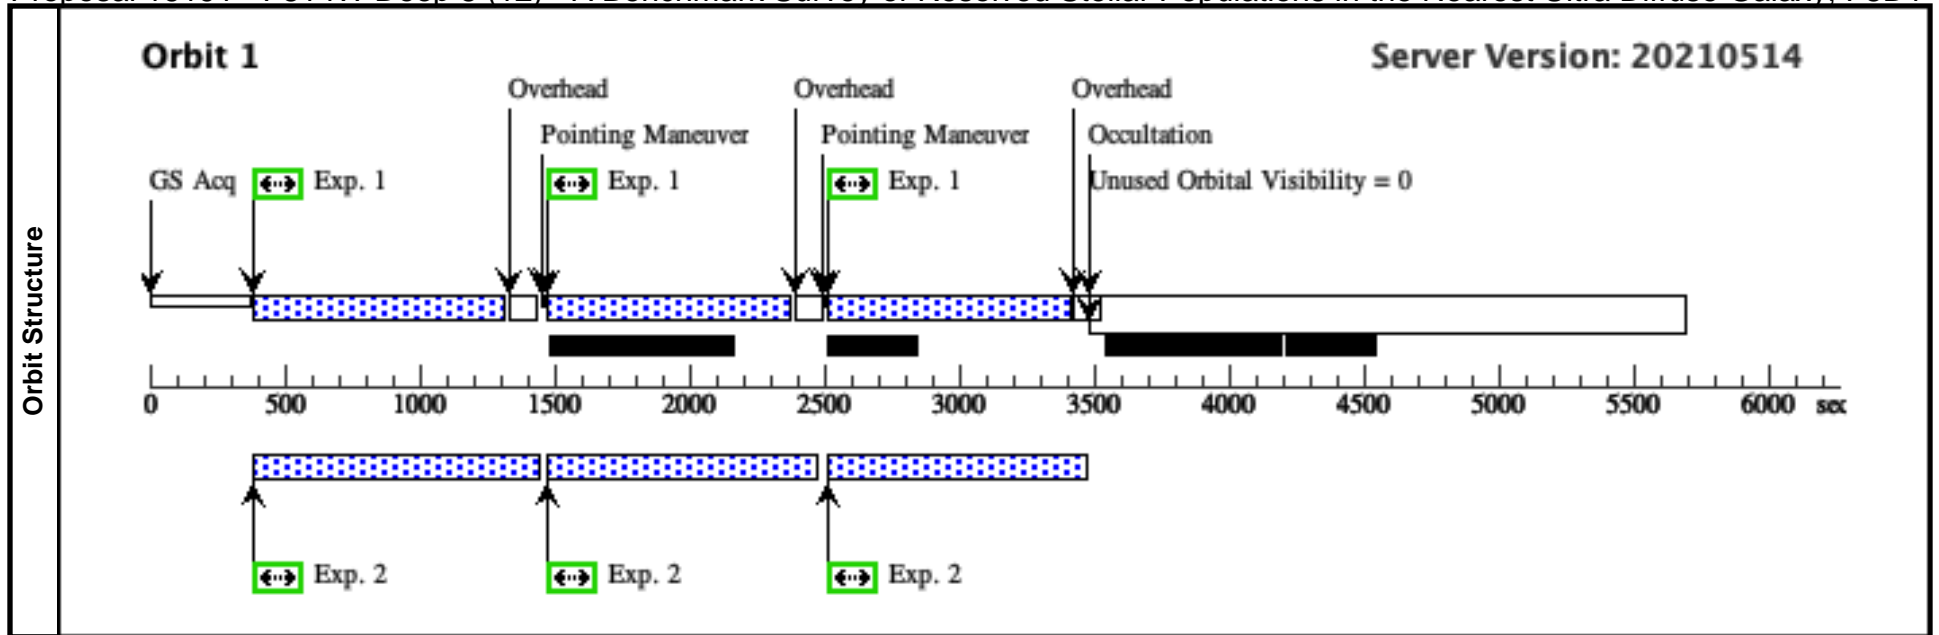 Orbit 1
Server Version: 20210514
Overhead
Overhead
Overhead
Pointing Maneuver
Pointing Maneuver
Occultation
GS Acq
Exp. 1
Exp. 1
Exp. 1
Unused Orbital Visibility = 0
Orbit Structure
0 500 1000 1500 2000 2500 3000 3500 4000 4500 5000 5500 6000 sec
Exp. 2
Exp. 2
Exp. 2